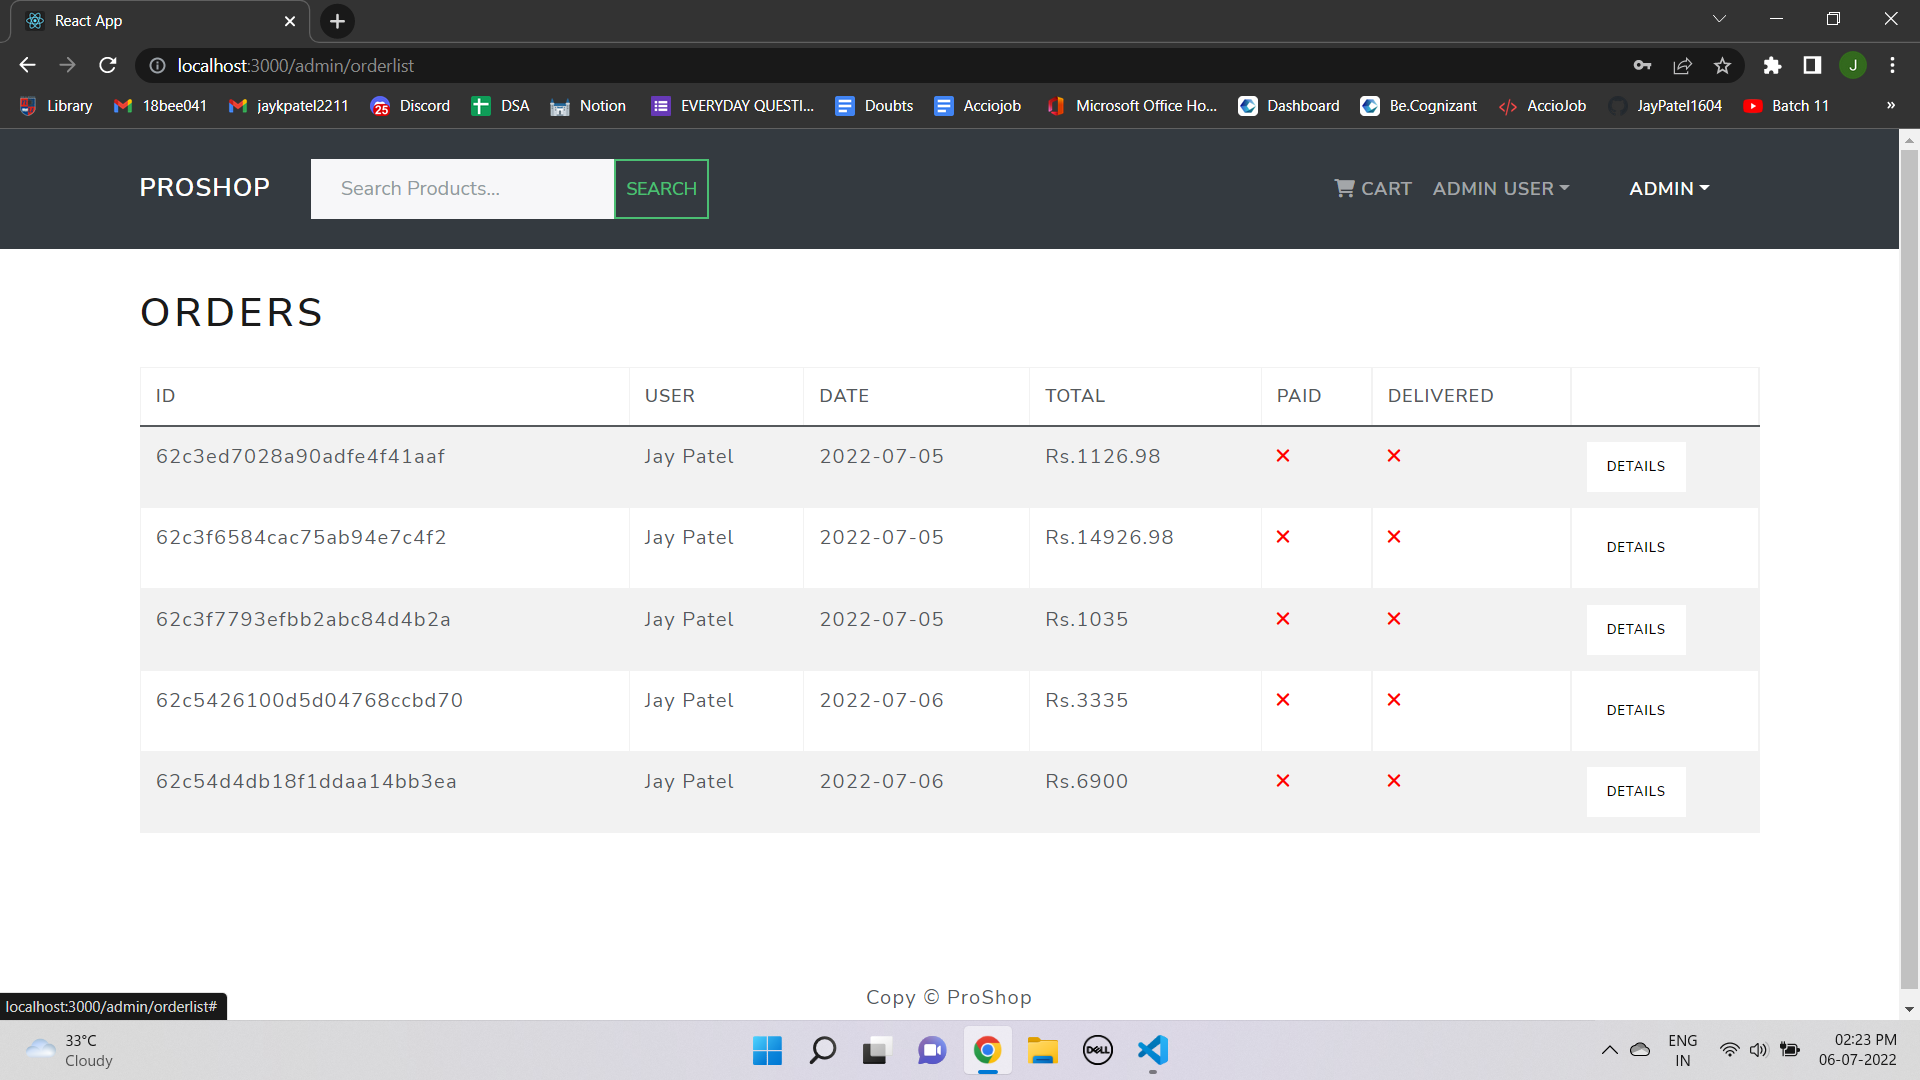 React App
localhost:3000/admin/orderlist
J
Library 18bee041 jaykpatel2211 25 Discord DSA Notion EVERYDAY QUESTI... Doubts Acciojob Microsoft Office Ho... Dashboard Be.Cognizant AccioJob JayPatel1604 Batch 11 »
PROSHOP Search Products... SEARCH CART ADMIN USER ADMIN
ORDERS
ID USER DATE TOTAL PAID DELIVERED
62c3ed7028a90adfe4f41aaf Jay Patel 2022-07-05 Rs.1126.98 DETAILS
62c3f6584cac75ab94e7c4f2 Jay Patel 2022-07-05 Rs.14926.98 DETAILS
62c3f7793efbb2abc84d4b2a Jay Patel 2022-07-05 Rs.1035 DETAILS
62c5426100d5d04768ccbd70 Jay Patel 2022-07-06 Rs.3335 DETAILS
62c54d4db18f1ddaa14bb3ea Jay Patel 2022-07-06 Rs.6900 DETAILS
Copy © ProShop
localhost:3000/admin/orderlist#
33°C
Cloudy
DELL
ENG
IN
02:23 PM
06-07-2022